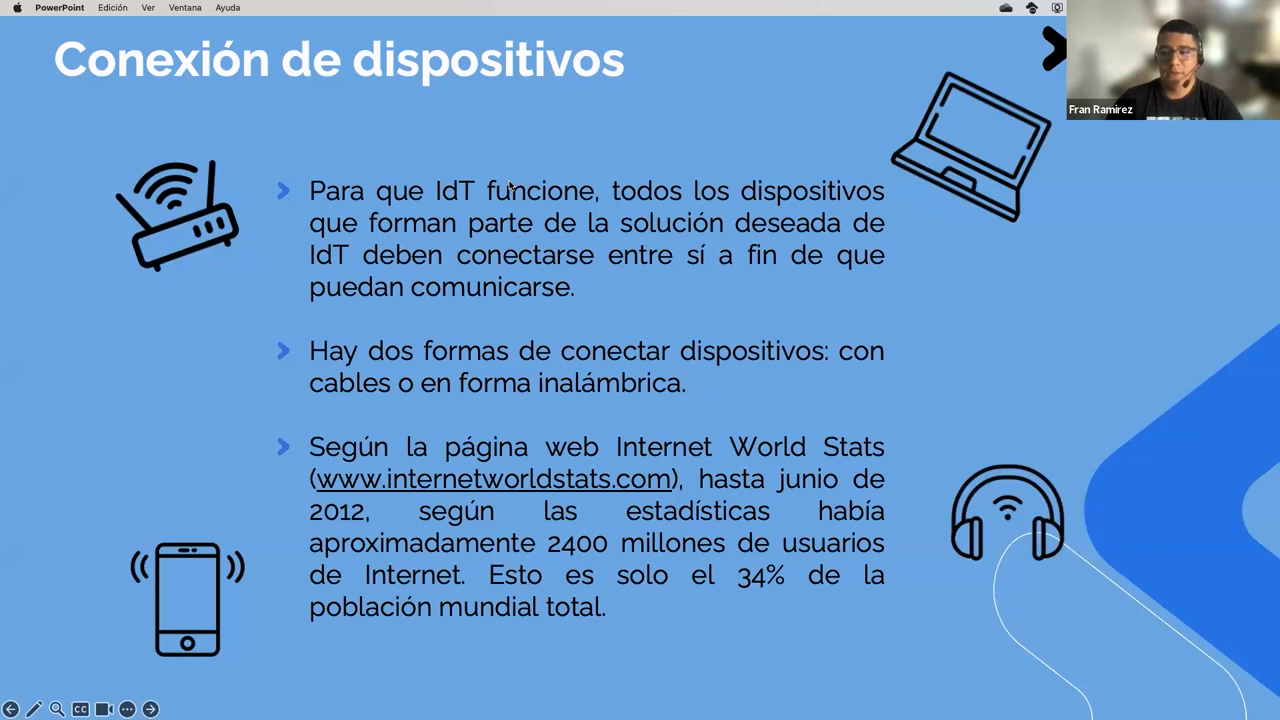 PowerPoint Edición Ver Ventana Ayuda
Conexión de dispositivos
Fran Ramírez
Para que IdT funcione, todos los dispositivos
que forman parte de la solución deseada de
IdT deben conectarse entre sí a fin de que
puedan comunicarse.
Hay dos formas de conectar dispositivos: con
cables o en forma inalámbrica.
Según la página web Internet World Stats
(www.internetworldstats.com), hasta junio de
2012, según las estadísticas había
aproximadamente 2400 millones de usuarios
de Internet. Esto es solo el 34% de la
población mundial total.
CC